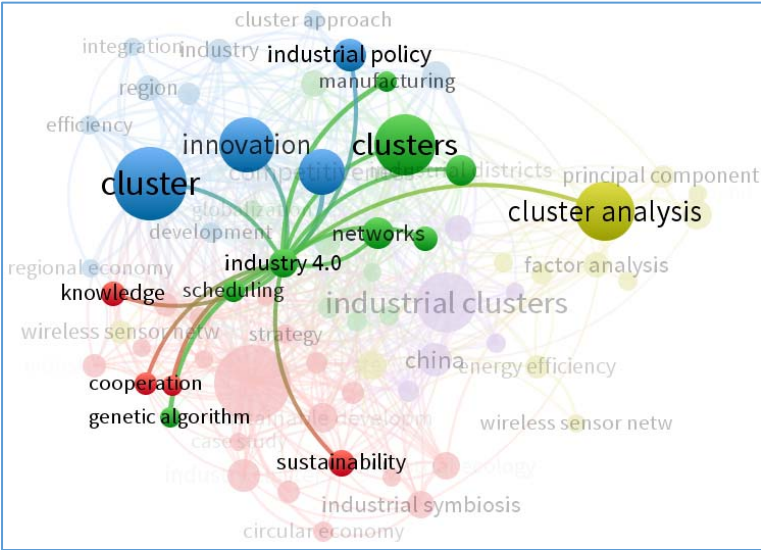 cluster approach
integration
industry
industrial policy
manufacturing
region
efficiency
innovation
clusters
cluster
competitive
industrial districts
principal component
globalization
cluster analysis
development
networks
regional economy
industry 4.0
factor analysis
knowledge
scheduling
industrial clusters
wireless sensor netw
strategy
china
energy efficiency
cooperation
genetic algorithm
wireless sensor netw
case study
sustainability
industrial symbiosis
circular economy